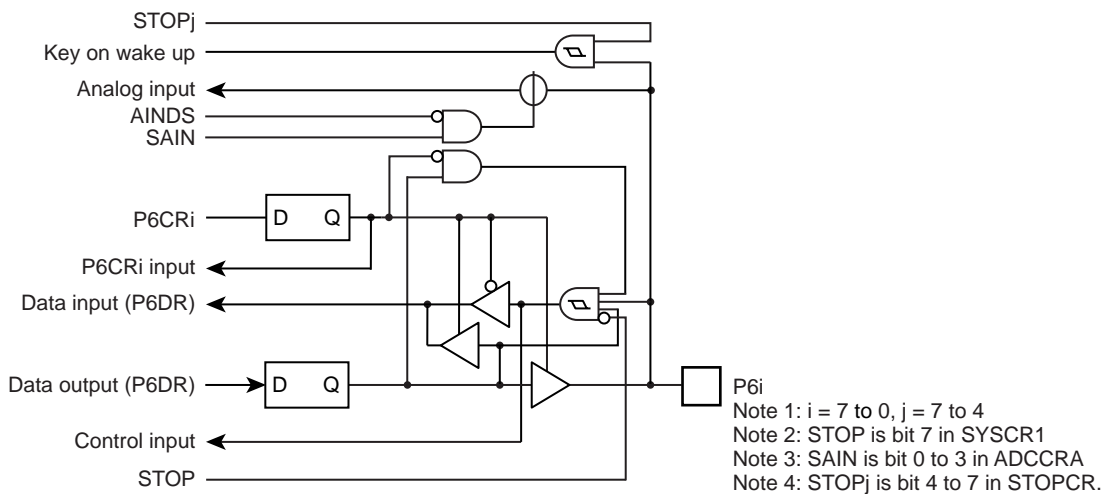 STOPj
Key on wake up
Analog input
AINDS
SAIN
P6CRi
D Q
P6CRi input
Data input (P6DR)
Data output (P6DR)
D Q
Control input
STOP
P6i
Note 1: i = 7 to 0, j = 7 to 4
Note 2: STOP is bit 7 in SYSCR1
Note 3: SAIN is bit 0 to 3 in ADCCRA
Note 4: STOPj is bit 4 to 7 in STOPCR.